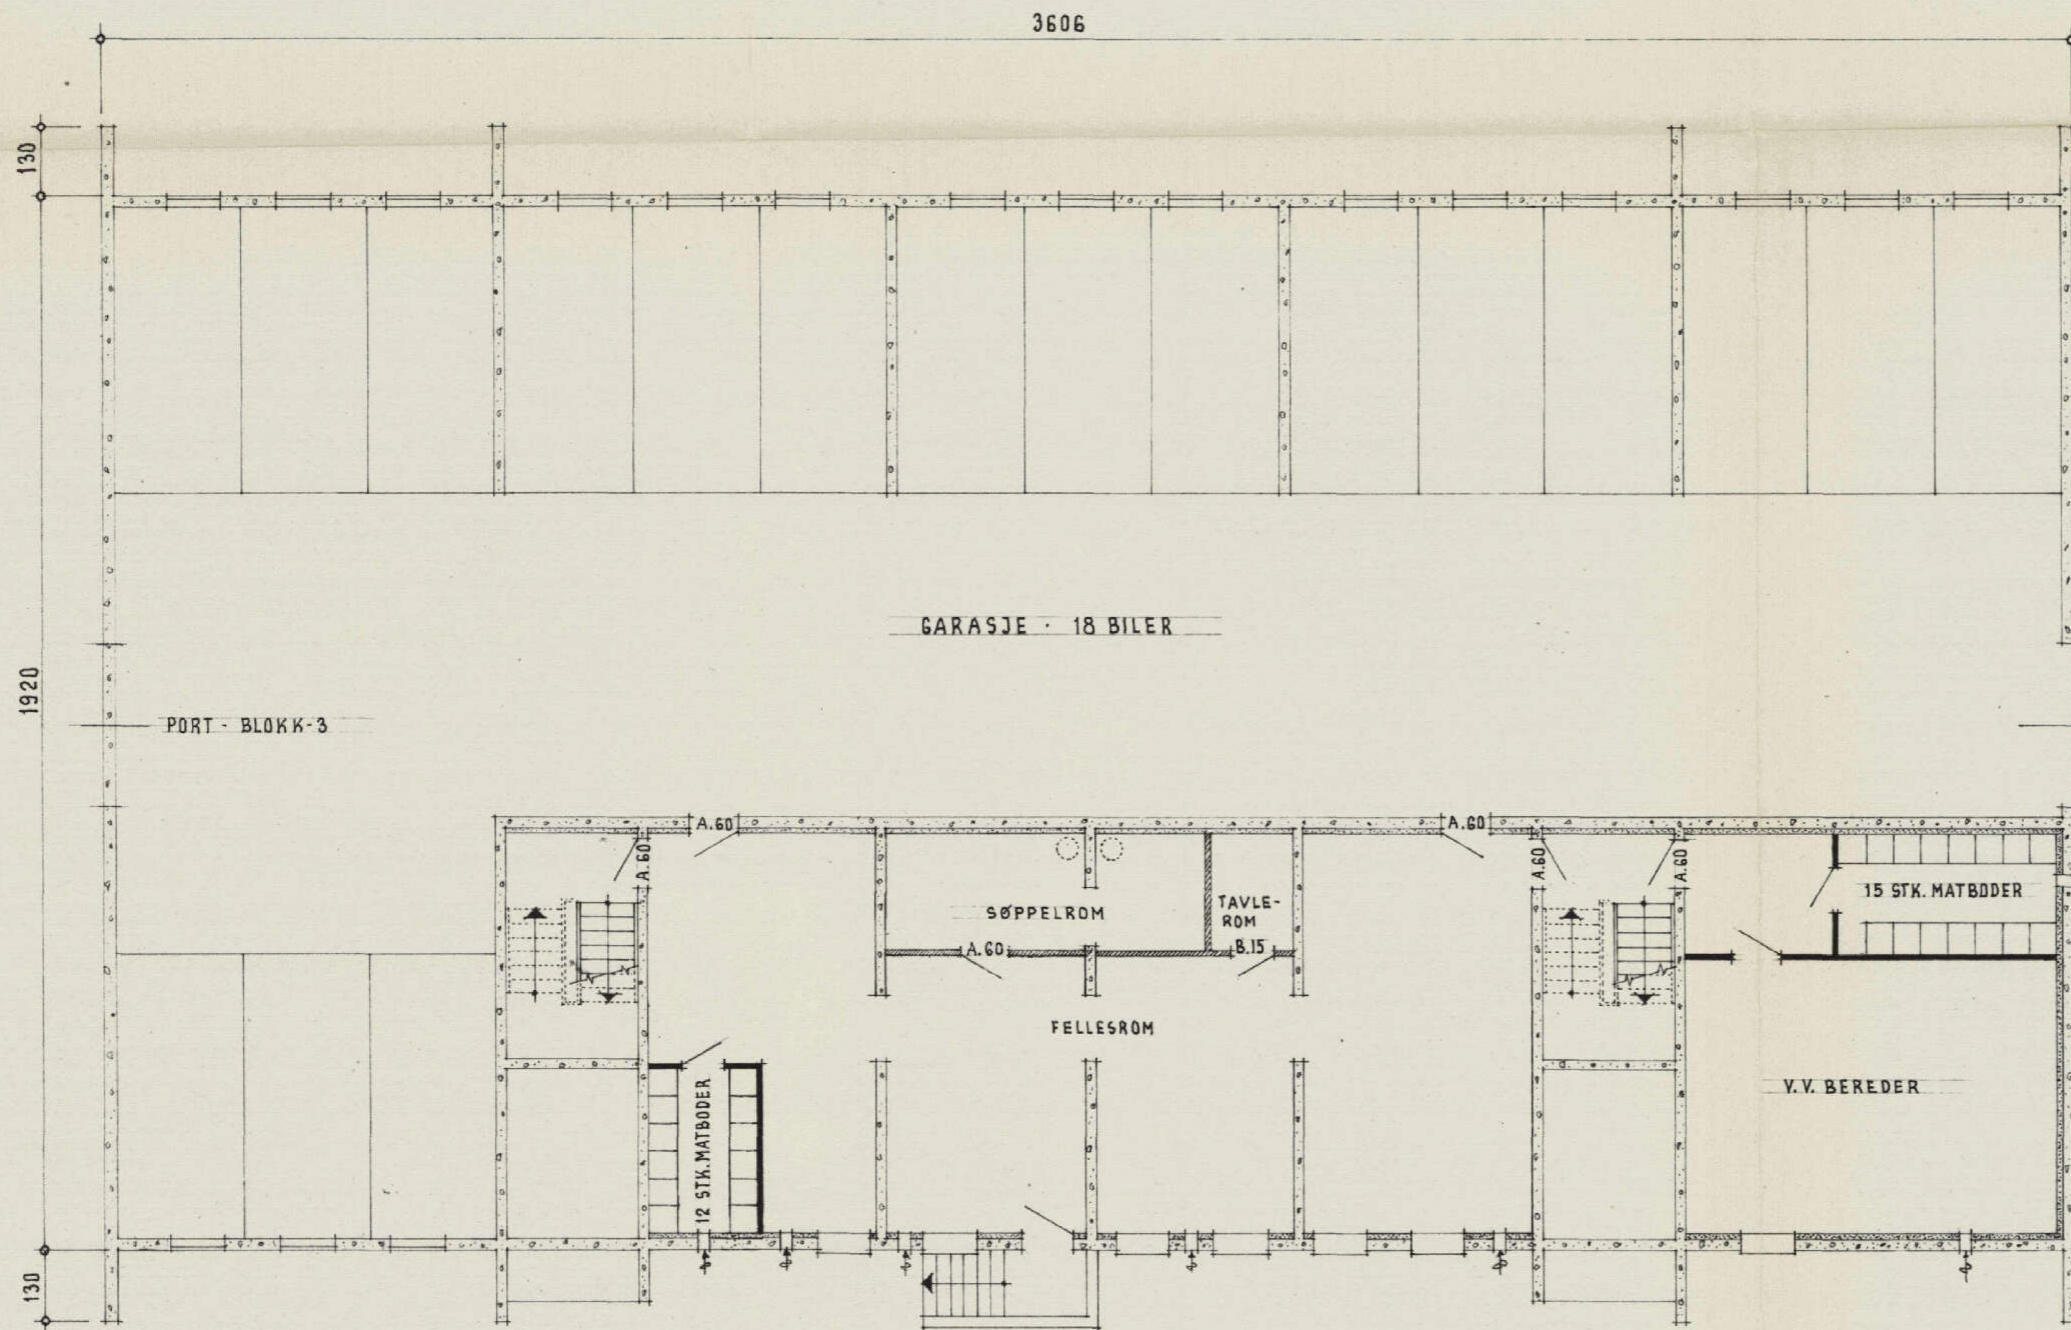 3606
130
GARASJE · 18 BILER
1920
PORT - BLOKK-3
A.60
A.60
A.60
A.60
A.60
15 STK. MATBODER
SØPPELROM
TAVLE-
ROM
A.60
B.15
FELLESROM
12 STK. MATBODER
V.V. BEREDER
130